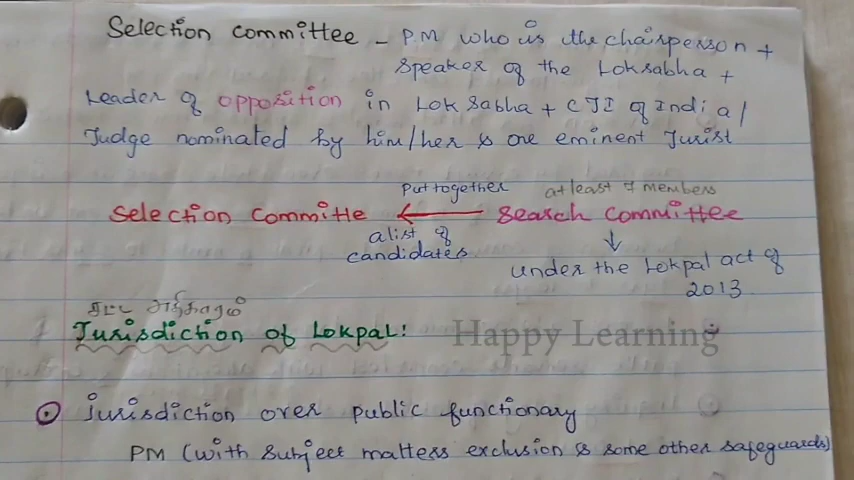 Selection Committee - P.M who is the chairperson +
Speaker of the Loksabha +
Leader of opposition in Lok Sabha + CJI of India /
Judge nominated by him/her & one eminent Jurist
put together
at least 7 members
Selection Committe ← Search Committee
a list of
candidates
↓
under the Lokpal act of
2013
சட்ட அதிகாரம்
Jurisdiction of Lokpal:
Happy Learning
jurisdiction over public functionary
PM (with subject matters exclusion & some other safeguards)